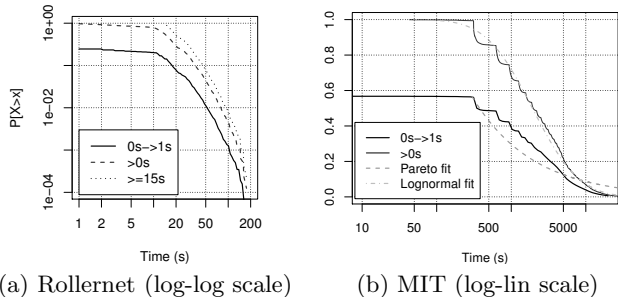 P[X>x]
1e+00
1e-02
1e-04
0s->1s
>0s
>=15s
1 2 5 20 50 200
Time (s)
(a) Rollernet (log-log scale)
1.0
0.8
0.6
0.4
0.2
0.0
0s->1s
>0s
Pareto fit
Lognormal fit
10 50 500 5000
Time (s)
(b) MIT (log-lin scale)